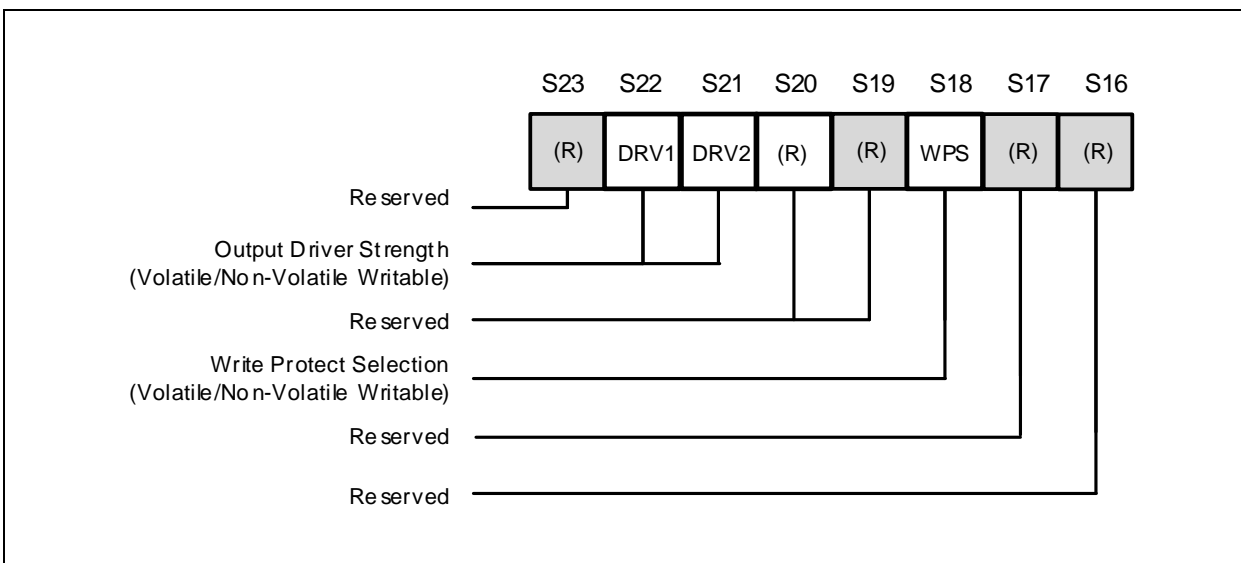 S23 S22 S21 S20 S19 S18 S17 S16
(R) DRV1 DRV2 (R) (R) WPS (R) (R)
Reserved
Output Driver Strength
(Volatile/Non-Volatile Writable)
Reserved
Write Protect Selection
(Volatile/Non-Volatile Writable)
Reserved
Reserved